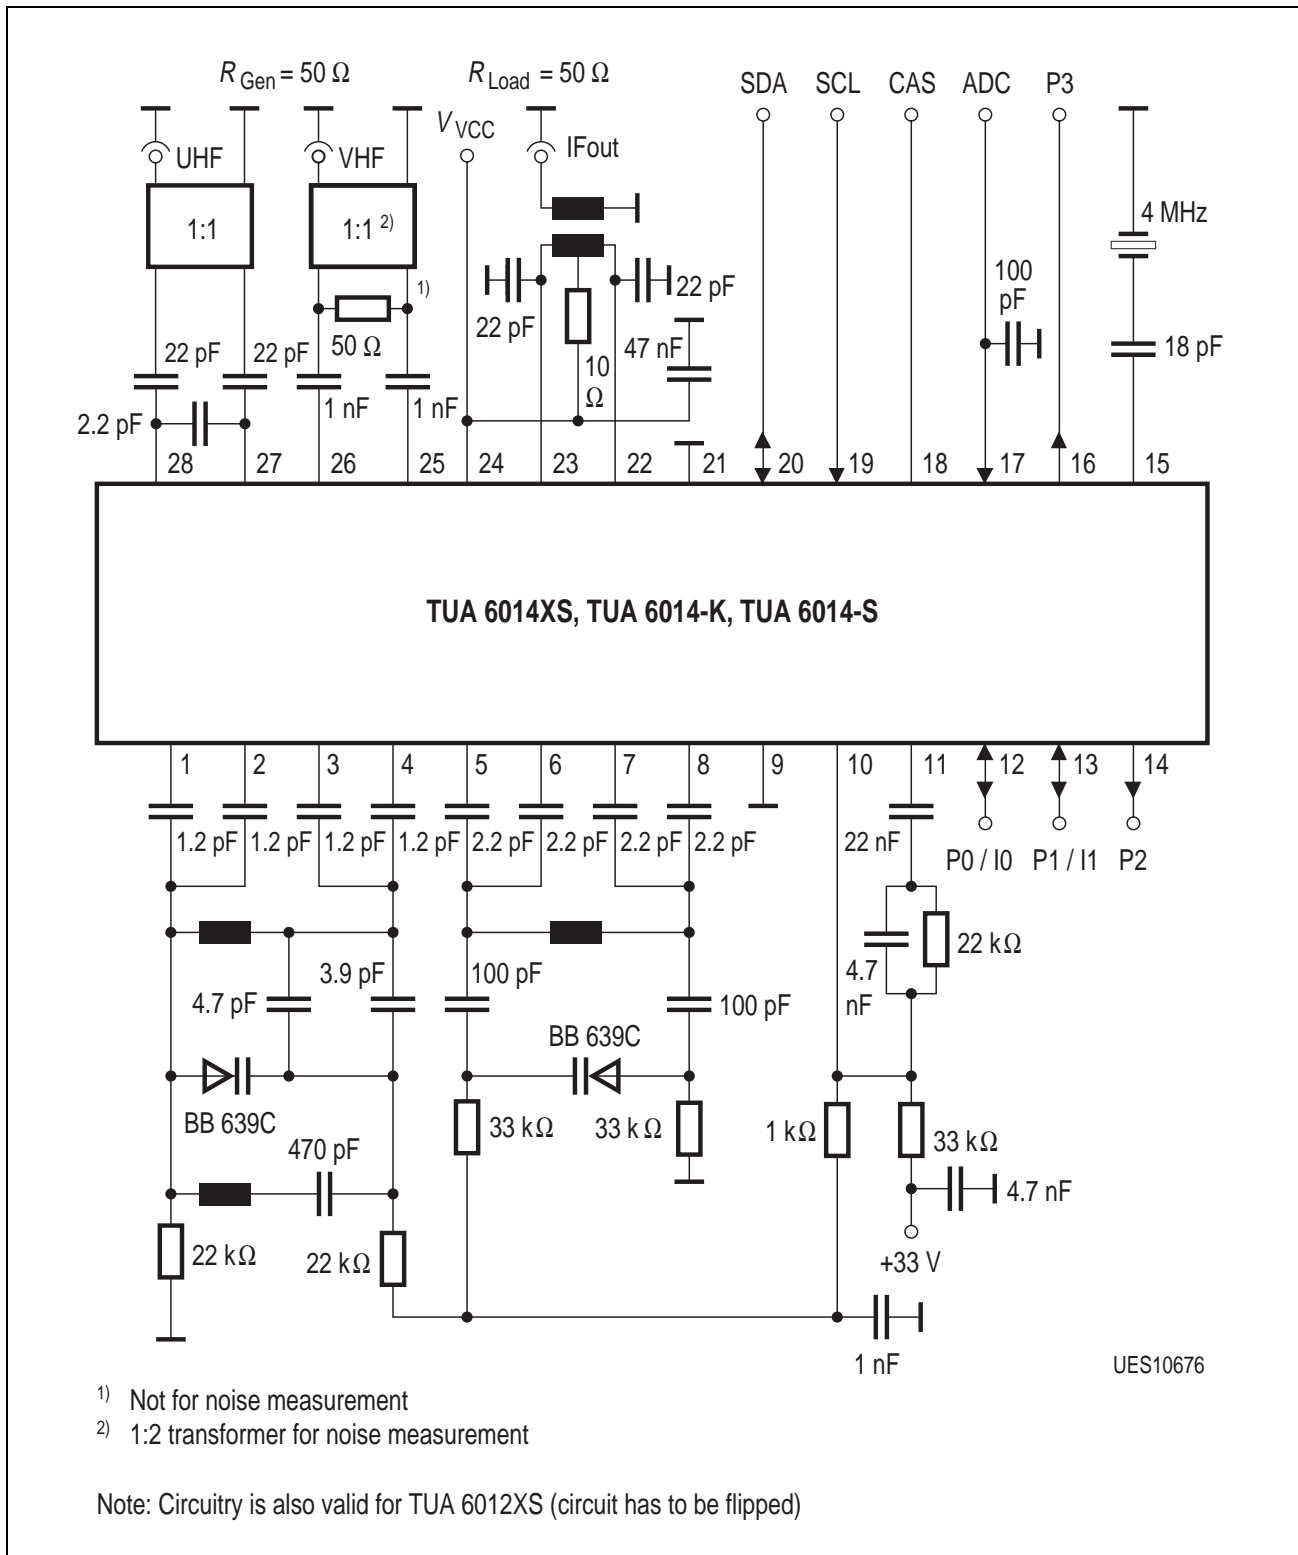 R Gen = 50 Ω
R Load = 50 Ω
SDA
SCL
CAS
ADC
P3
V VCC
UHF
VHF
IFout
1:1
1:1 2)
4 MHz
1)
100
pF
22 pF
22 pF
50 Ω
47 nF
18 pF
22 pF
22 pF
10
Ω
1 nF
1 nF
2.2 pF
28
27
26
25
24
23
22
21
20
19
18
17
16
15
TUA 6014XS, TUA 6014-K, TUA 6014-S
1
2
3
4
5
6
7
8
9
10
11
12
13
14
1.2 pF
1.2 pF
1.2 pF
1.2 pF
2.2 pF
2.2 pF
2.2 pF
2.2 pF
22 nF
P0 / I0
P1 / I1
P2
22 kΩ
3.9 pF
100 pF
4.7
nF
4.7 pF
100 pF
BB 639C
BB 639C
33 kΩ
33 kΩ
1 kΩ
33 kΩ
470 pF
4.7 nF
22 kΩ
22 kΩ
+33 V
1 nF
UES10676
1) Not for noise measurement
2) 1:2 transformer for noise measurement
Note: Circuitry is also valid for TUA 6012XS (circuit has to be flipped)